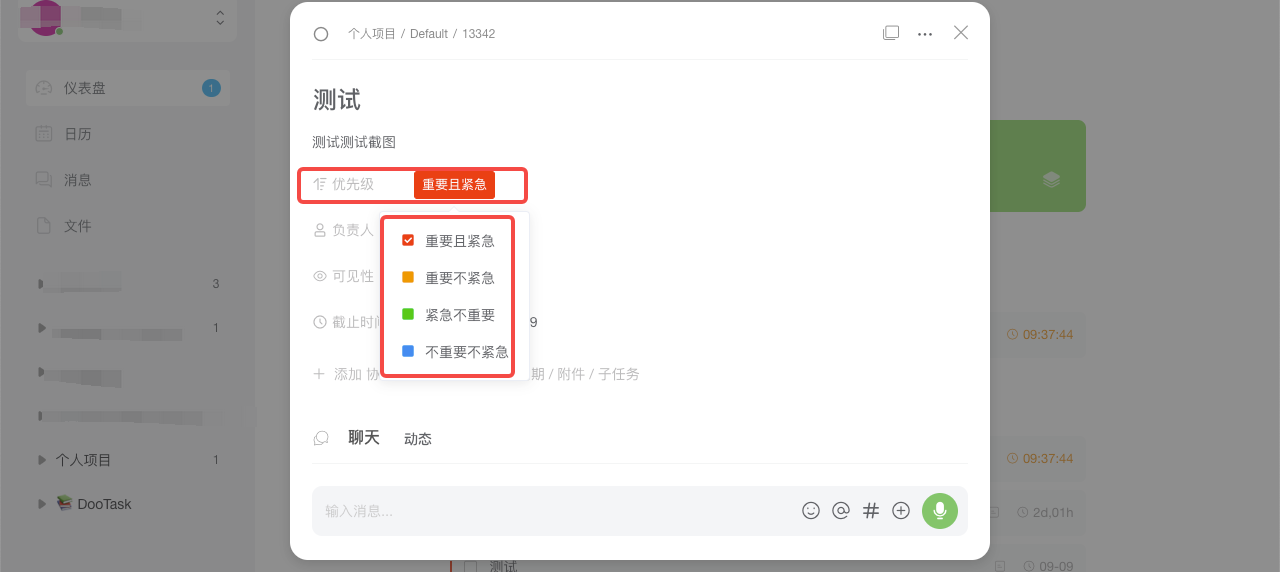 仪表盘 1
日历
消息
文件
3
1
个人项目 1
DooTask
个人项目 / Default / 13342
测试
测试测试截图
优先级 重要且紧急
负责人
可见性
截止时间 9
添加 协 期 / 附件 / 子任务
重要且紧急
重要不紧急
紧急不重要
不重要不紧急
聊天 动态
输入消息...
09:37:44
09:37:44
2d,01h
测试 09-09